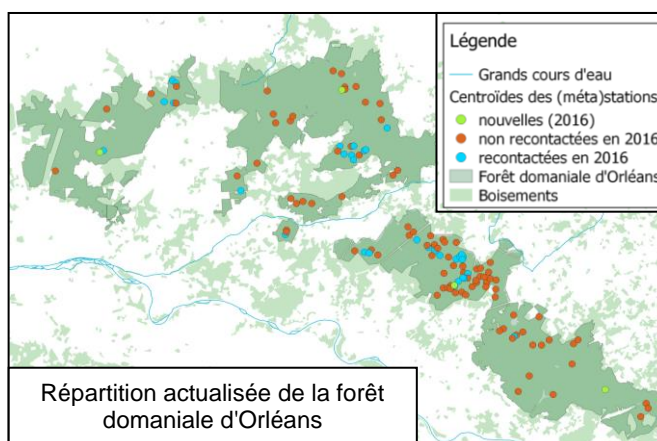 Légende
Grands cours d'eau
Centroïdes des (méta)stations
nouvelles (2016)
non recontactées en 2016
recontactées en 2016
Forêt domaniale d'Orléans
Boisements
Répartition actualisée de la forêt
domaniale d'Orléans